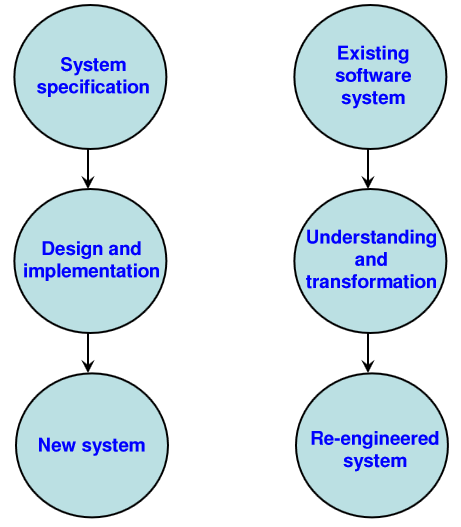 System
specification
Design and
implementation
New system
Existing
software
system
Understanding
and
transformation
Re-engineered
system